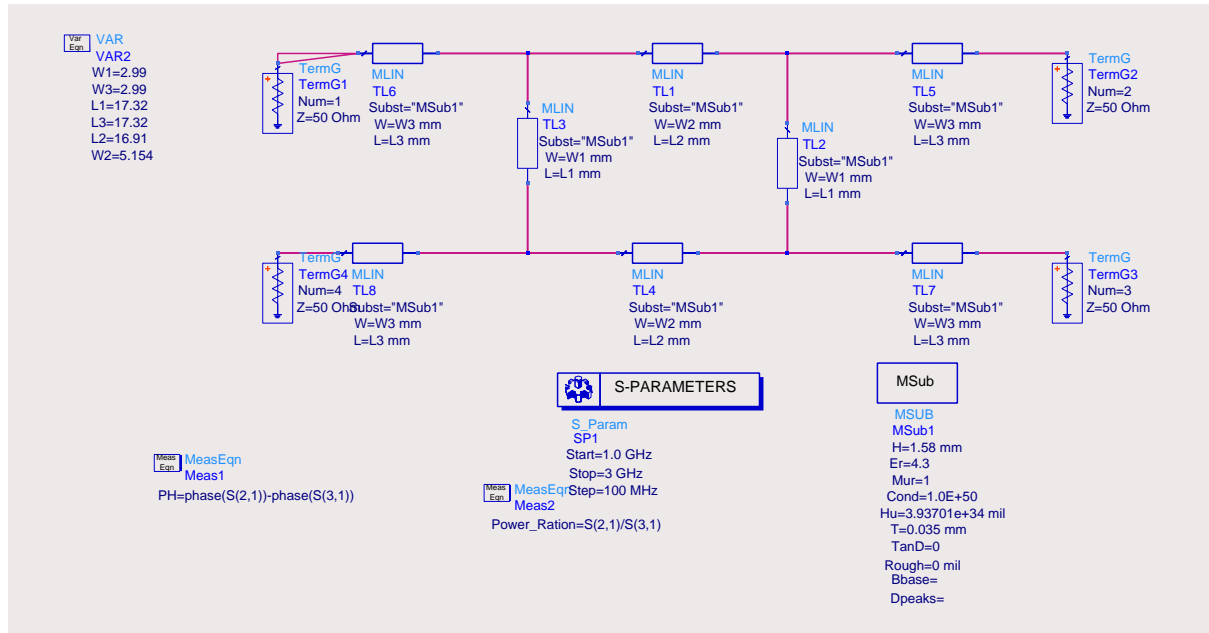 Var
Eqn
VAR
VAR2
W1=2.99
W3=2.99
L1=17.32
L3=17.32
L2=16.91
W2=5.154
TermG
TermG1
Num=1
Z=50 Ohm
MLIN
TL6
Subst="MSub1"
W=W3 mm
L=L3 mm
MLIN
TL3
Subst="MSub1"
W=W1 mm
L=L1 mm
MLIN
TL1
Subst="MSub1"
W=W2 mm
L=L2 mm
MLIN
TL2
Subst="MSub1"
W=W1 mm
L=L1 mm
MLIN
TL5
Subst="MSub1"
W=W3 mm
L=L3 mm
TermG
TermG2
Num=2
Z=50 Ohm
TermG
TermG4
Num=4
Z=50 Ohm
MLIN
TL8
Subst="MSub1"
W=W3 mm
L=L3 mm
MLIN
TL4
Subst="MSub1"
W=W2 mm
L=L2 mm
MLIN
TL7
Subst="MSub1"
W=W3 mm
L=L3 mm
TermG
TermG3
Num=3
Z=50 Ohm
S-PARAMETERS
S_Param
SP1
Start=1.0 GHz
Stop=3 GHz
Step=100 MHz
MSub
MSUB
MSub1
H=1.58 mm
Er=4.3
Mur=1
Cond=1.0E+50
Hu=3.93701e+34 mil
T=0.035 mm
TanD=0
Rough=0 mil
Bbase=
Dpeaks=
Meas
Eqn
MeasEqn
Meas1
PH=phase(S(2,1))-phase(S(3,1))
Meas
Eqn
MeasEqn
Meas2
Power_Ration=S(2,1)/S(3,1)